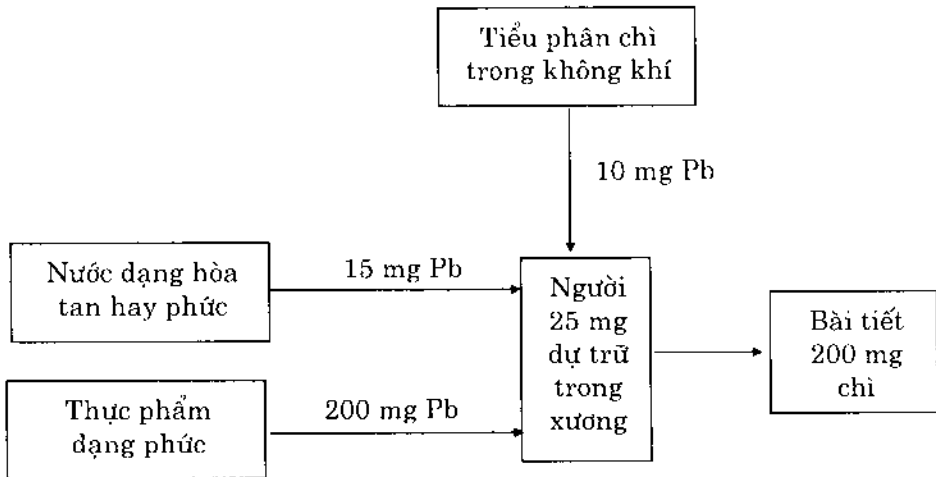 Tiểu phân chì
trong không khí
10 mg Pb
Nước dạng hòa
tan hay phức
15 mg Pb
Thực phẩm
dạng phức
200 mg Pb
Người
25 mg
dự trữ
trong
xương
Bài tiết
200 mg
chì